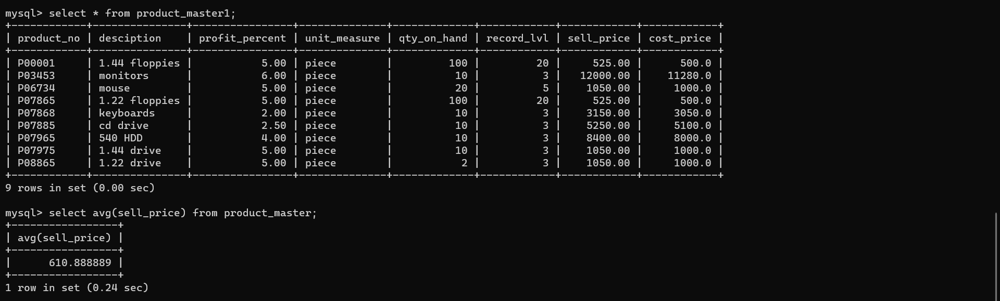 mysql> select * from product_master1;
+------------+---------------+----------------+--------------+-------------+------------+------------+------------+
| product_no | desciption    | profit_percent | unit_measure | qty_on_hand | record_lvl | sell_price | cost_price |
+------------+---------------+----------------+--------------+-------------+------------+------------+------------+
| P00001     | 1.44 floppies |           5.00 | piece        |         100 |         20 |     525.00 |      500.0 |
| P03453     | monitors      |           6.00 | piece        |          10 |          3 |   12000.00 |    11280.0 |
| P06734     | mouse         |           5.00 | piece        |          20 |          5 |    1050.00 |     1000.0 |
| P07865     | 1.22 floppies |           5.00 | piece        |         100 |         20 |     525.00 |      500.0 |
| P07868     | keyboards     |           2.00 | piece        |          10 |          3 |    3150.00 |     3050.0 |
| P07885     | cd drive      |           2.50 | piece        |          10 |          3 |    5250.00 |     5100.0 |
| P07965     | 540 HDD       |           4.00 | piece        |          10 |          3 |    8400.00 |     8000.0 |
| P07975     | 1.44 drive    |           5.00 | piece        |          10 |          3 |    1050.00 |     1000.0 |
| P08865     | 1.22 drive    |           5.00 | piece        |           2 |          3 |    1050.00 |     1000.0 |
+------------+---------------+----------------+--------------+-------------+------------+------------+------------+
9 rows in set (0.00 sec)

mysql> select avg(sell_price) from product_master;
+-----------------+
| avg(sell_price) |
+-----------------+
|      610.888889 |
+-----------------+
1 row in set (0.24 sec)